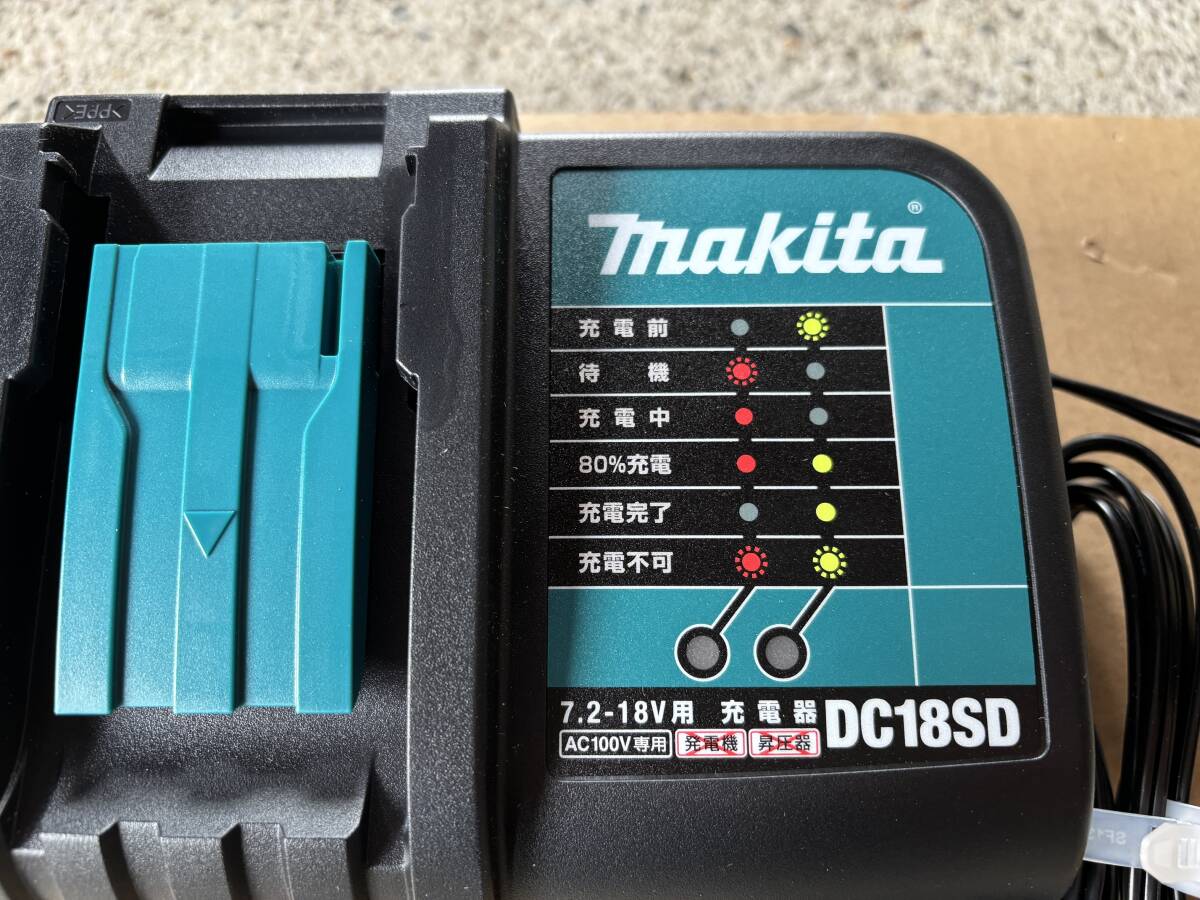 >PPE<
makita®
充電前
待機
充電中
80%充電
充電完了
充電不可
7.2-18V用 充電器 DC18SD
AC100V専用 発電機 昇圧器